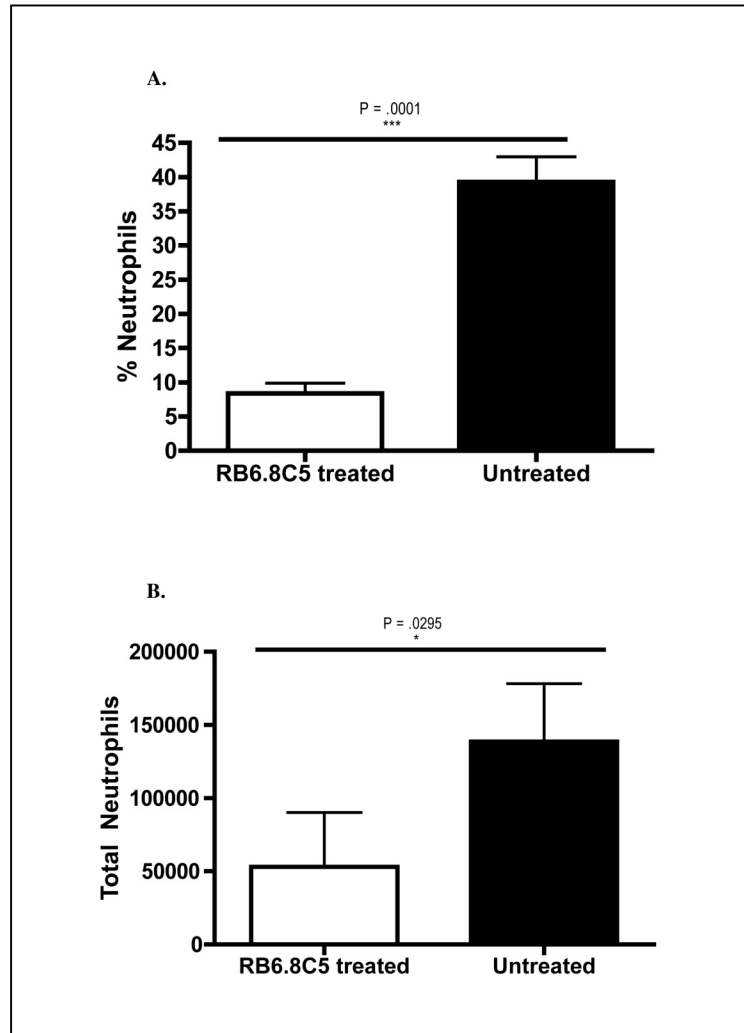 A.
P = .0001
***
45
40
35
30
25
20
15
10
5
0
% Neutrophils
RB6.8C5 treated Untreated
B.
P = .0295
*
200000
150000
100000
50000
0
Total Neutrophils
RB6.8C5 treated Untreated